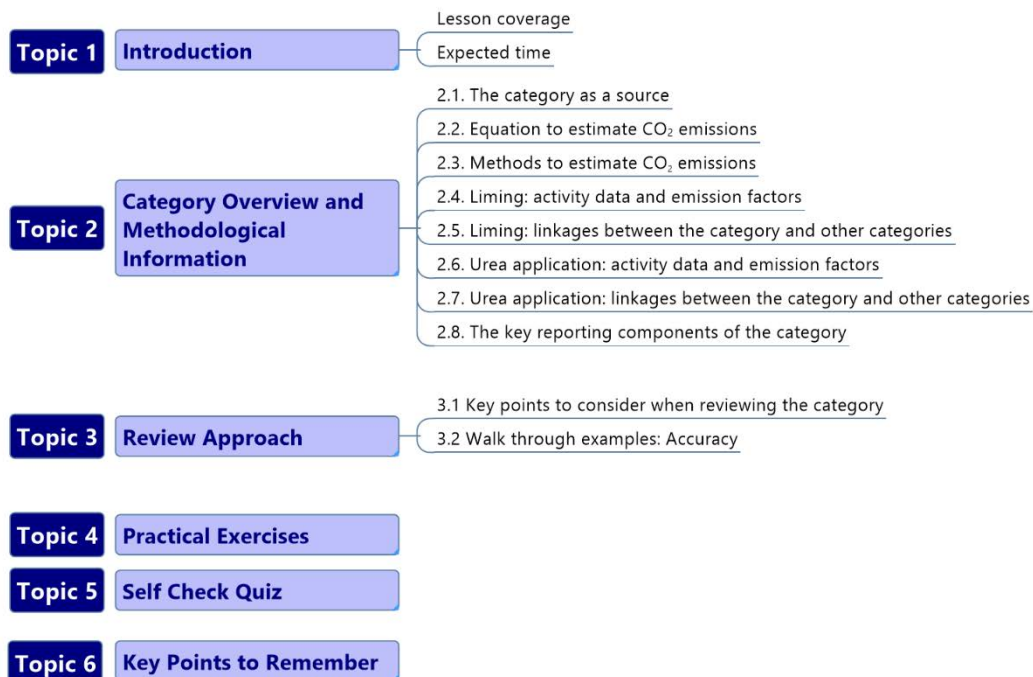 Topic 1
Introduction
Lesson coverage
Expected time
Topic 2
Category Overview and
Methodological
Information
2.1. The category as a source
2.2. Equation to estimate CO₂ emissions
2.3. Methods to estimate CO₂ emissions
2.4. Liming: activity data and emission factors
2.5. Liming: linkages between the category and other categories
2.6. Urea application: activity data and emission factors
2.7. Urea application: linkages between the category and other categories
2.8. The key reporting components of the category
Topic 3
Review Approach
3.1 Key points to consider when reviewing the category
3.2 Walk through examples: Accuracy
Topic 4
Practical Exercises
Topic 5
Self Check Quiz
Topic 6
Key Points to Remember